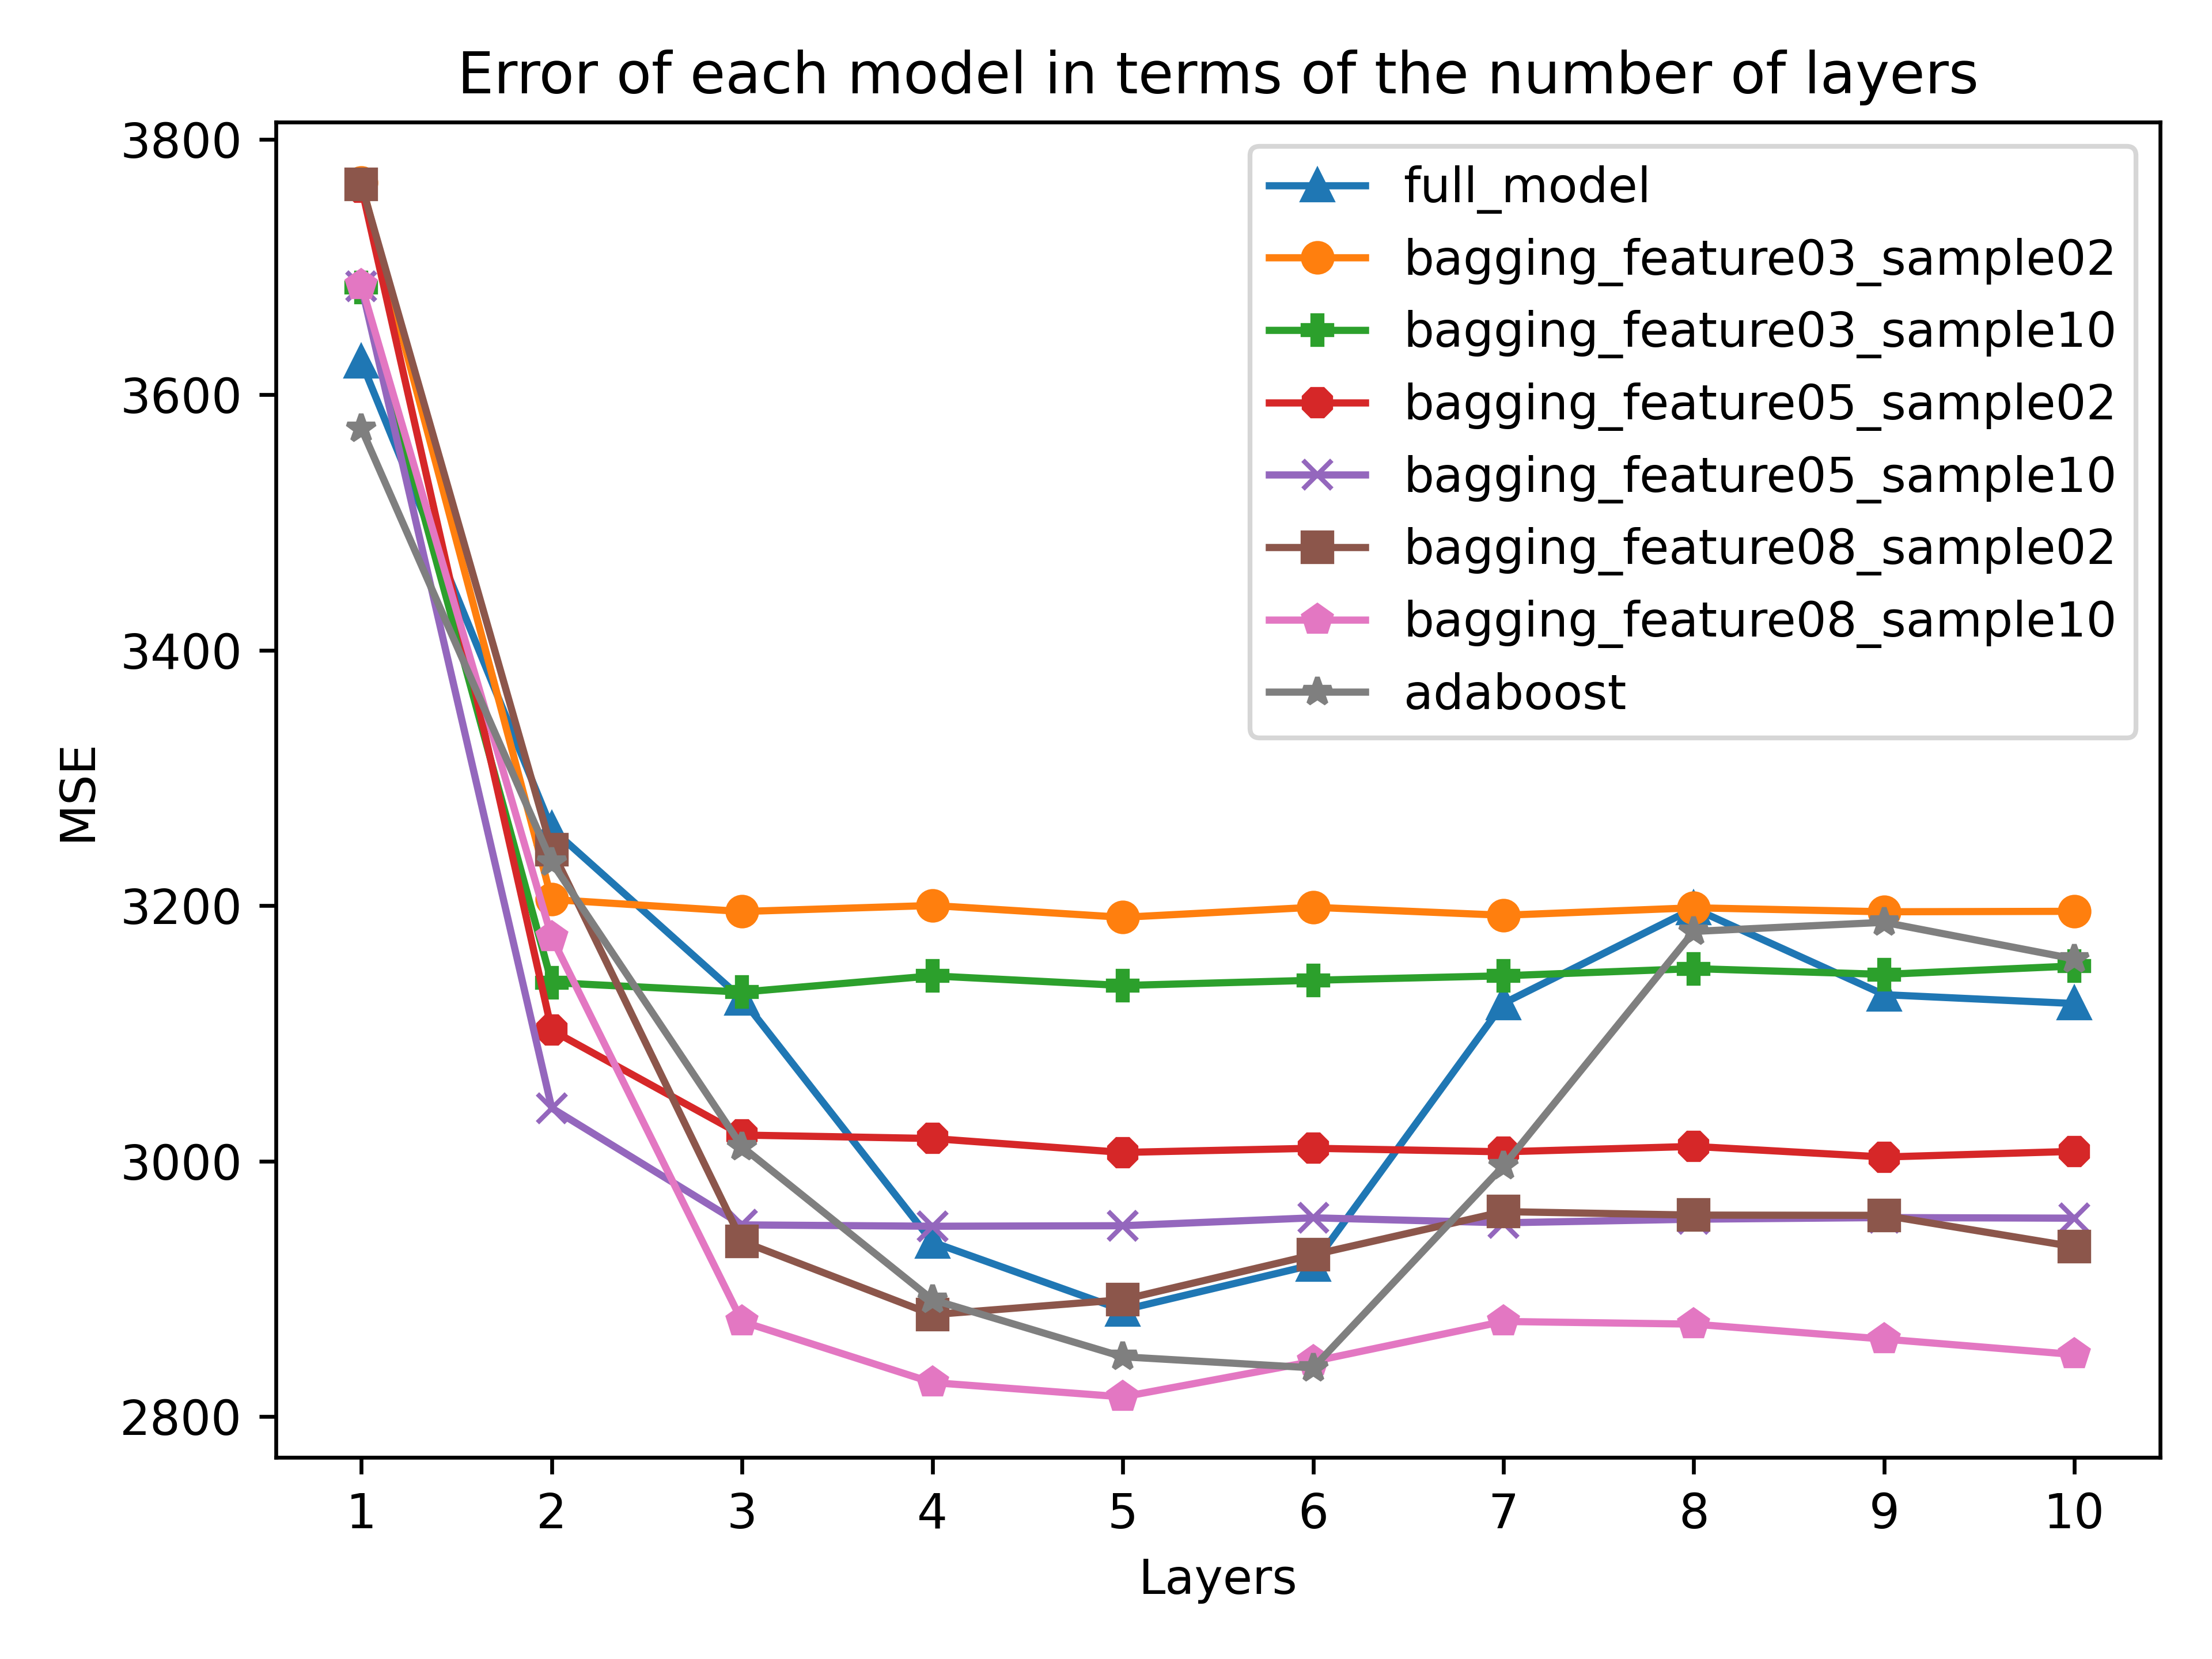 Error of each model in terms of the number of layers
3800
3600
3400
3200
3000
2800
MSE
full_model
bagging_feature03_sample02
bagging_feature03_sample10
bagging_feature05_sample02
bagging_feature05_sample10
bagging_feature08_sample02
bagging_feature08_sample10
adaboost
1 2 3 4 5 6 7 8 9 10
Layers